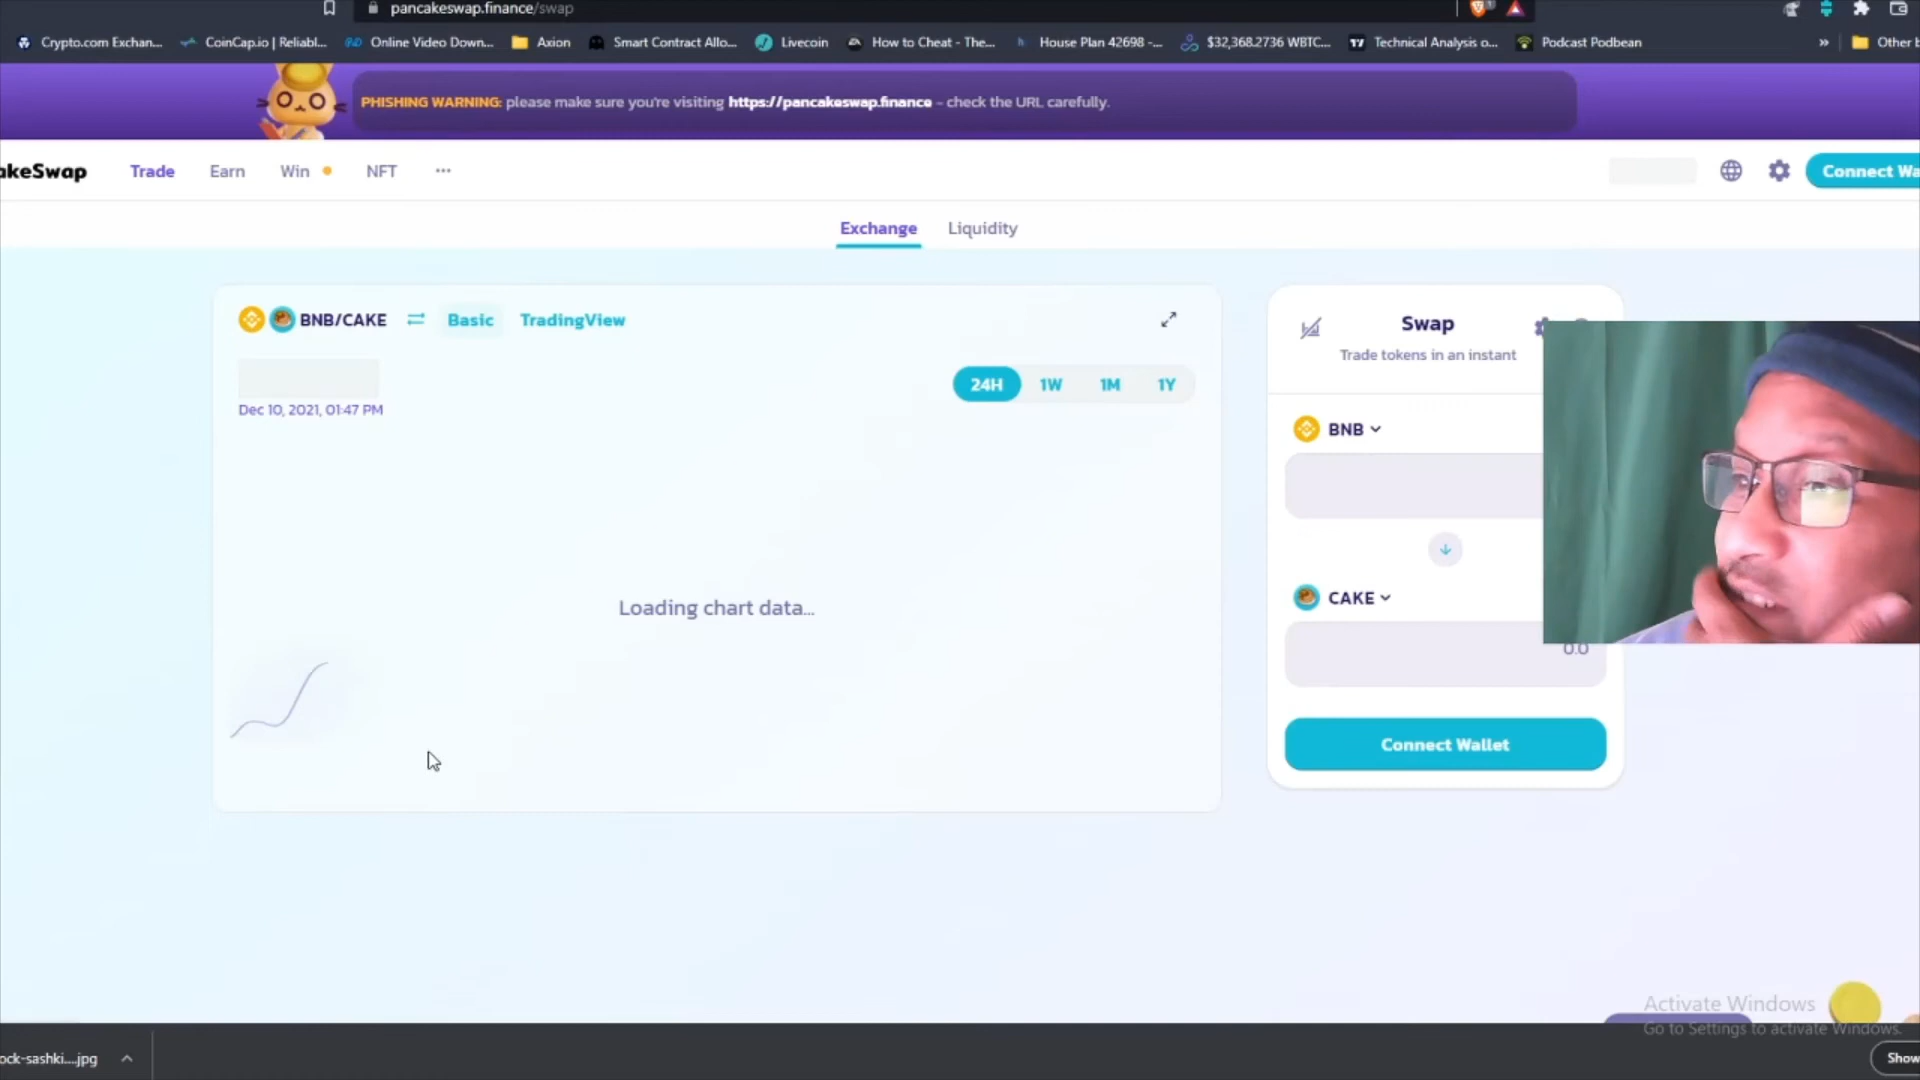 pancakeswap.finance/swap
Crypto.com Exchan... CoinCap.io | Reliabl... Online Video Down... Axion Smart Contract Allo... Livecoin How to Cheat - The... House Plan 42698 -... $32,368.2736 WBTC... Technical Analysis o... Podcast Podbean » Other b
PHISHING WARNING: please make sure you're visiting https://pancakeswap.finance - check the URL carefully.
akeSwap Trade Earn Win NFT ... Connect Wa
Exchange Liquidity
BNB/CAKE Basic TradingView
24H 1W 1M 1Y
Dec 10, 2021, 01:47 PM
Loading chart data...
Swap
Trade tokens in an instant
BNB
CAKE
0.0
Connect Wallet
Activate Windows
Go to Settings to activate Windows.
ock-sashki....jpg
Show